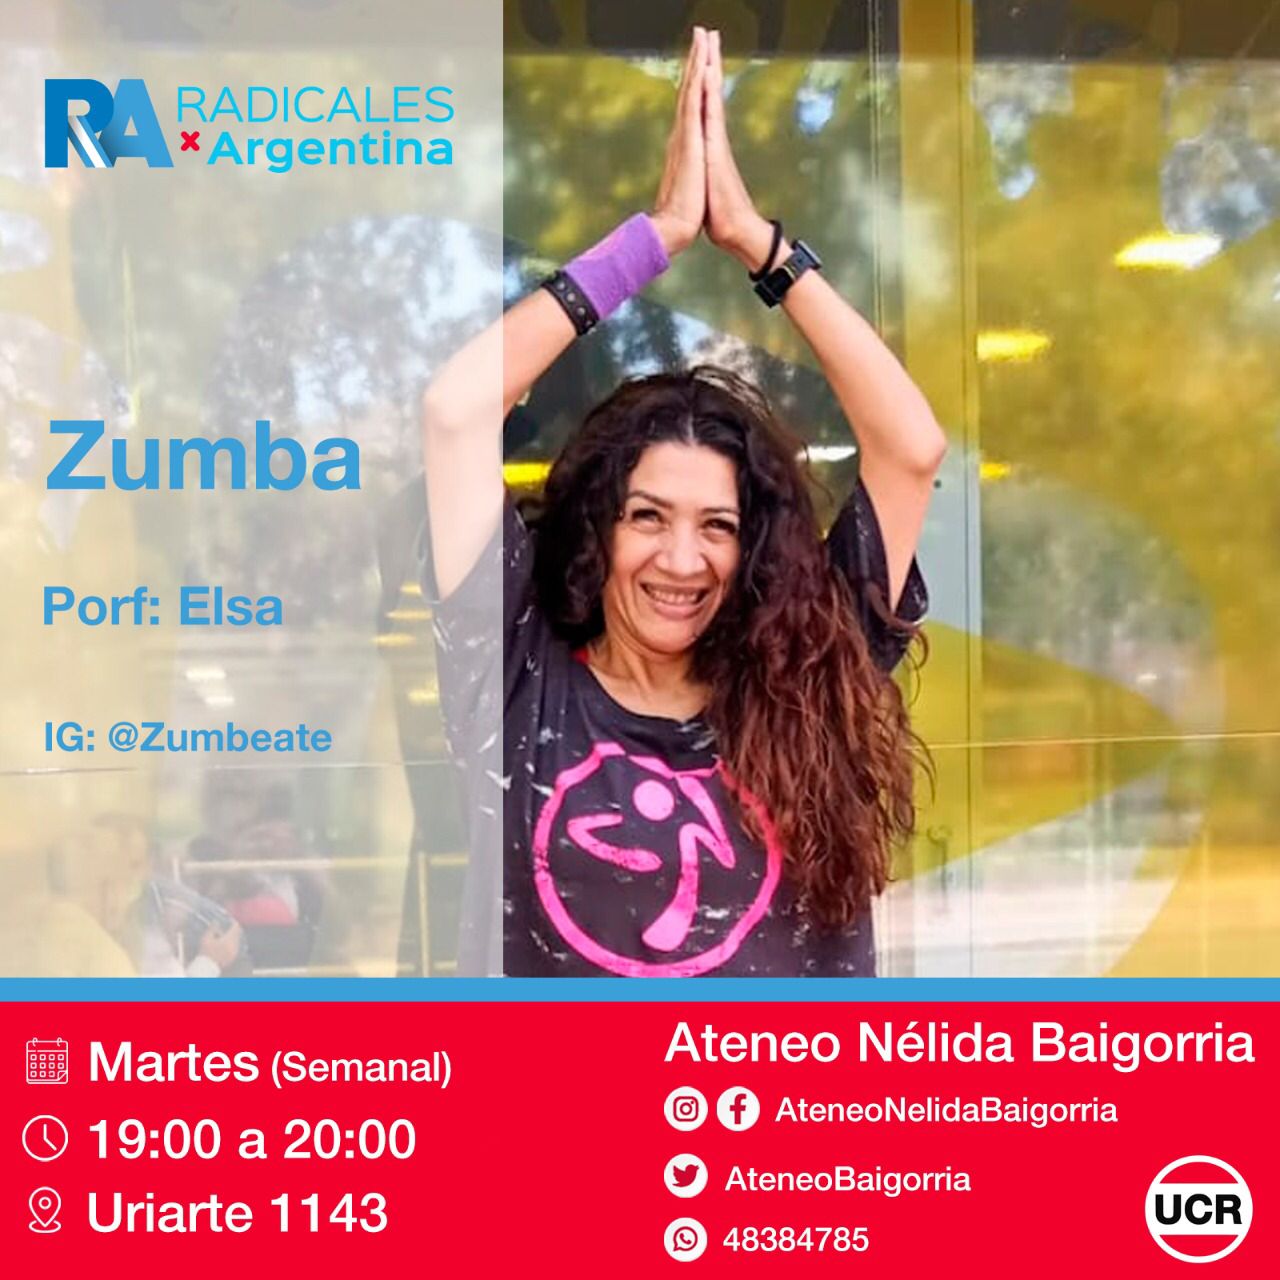 RA RADICALES
x Argentina
Zumba
Porf: Elsa
IG: @Zumbeate
Martes (Semanal)
19:00 a 20:00
Uriarte 1143
Ateneo Nélida Baigorria
AteneoNelidaBaigorria
AteneoBaigorria
48384785
UCR